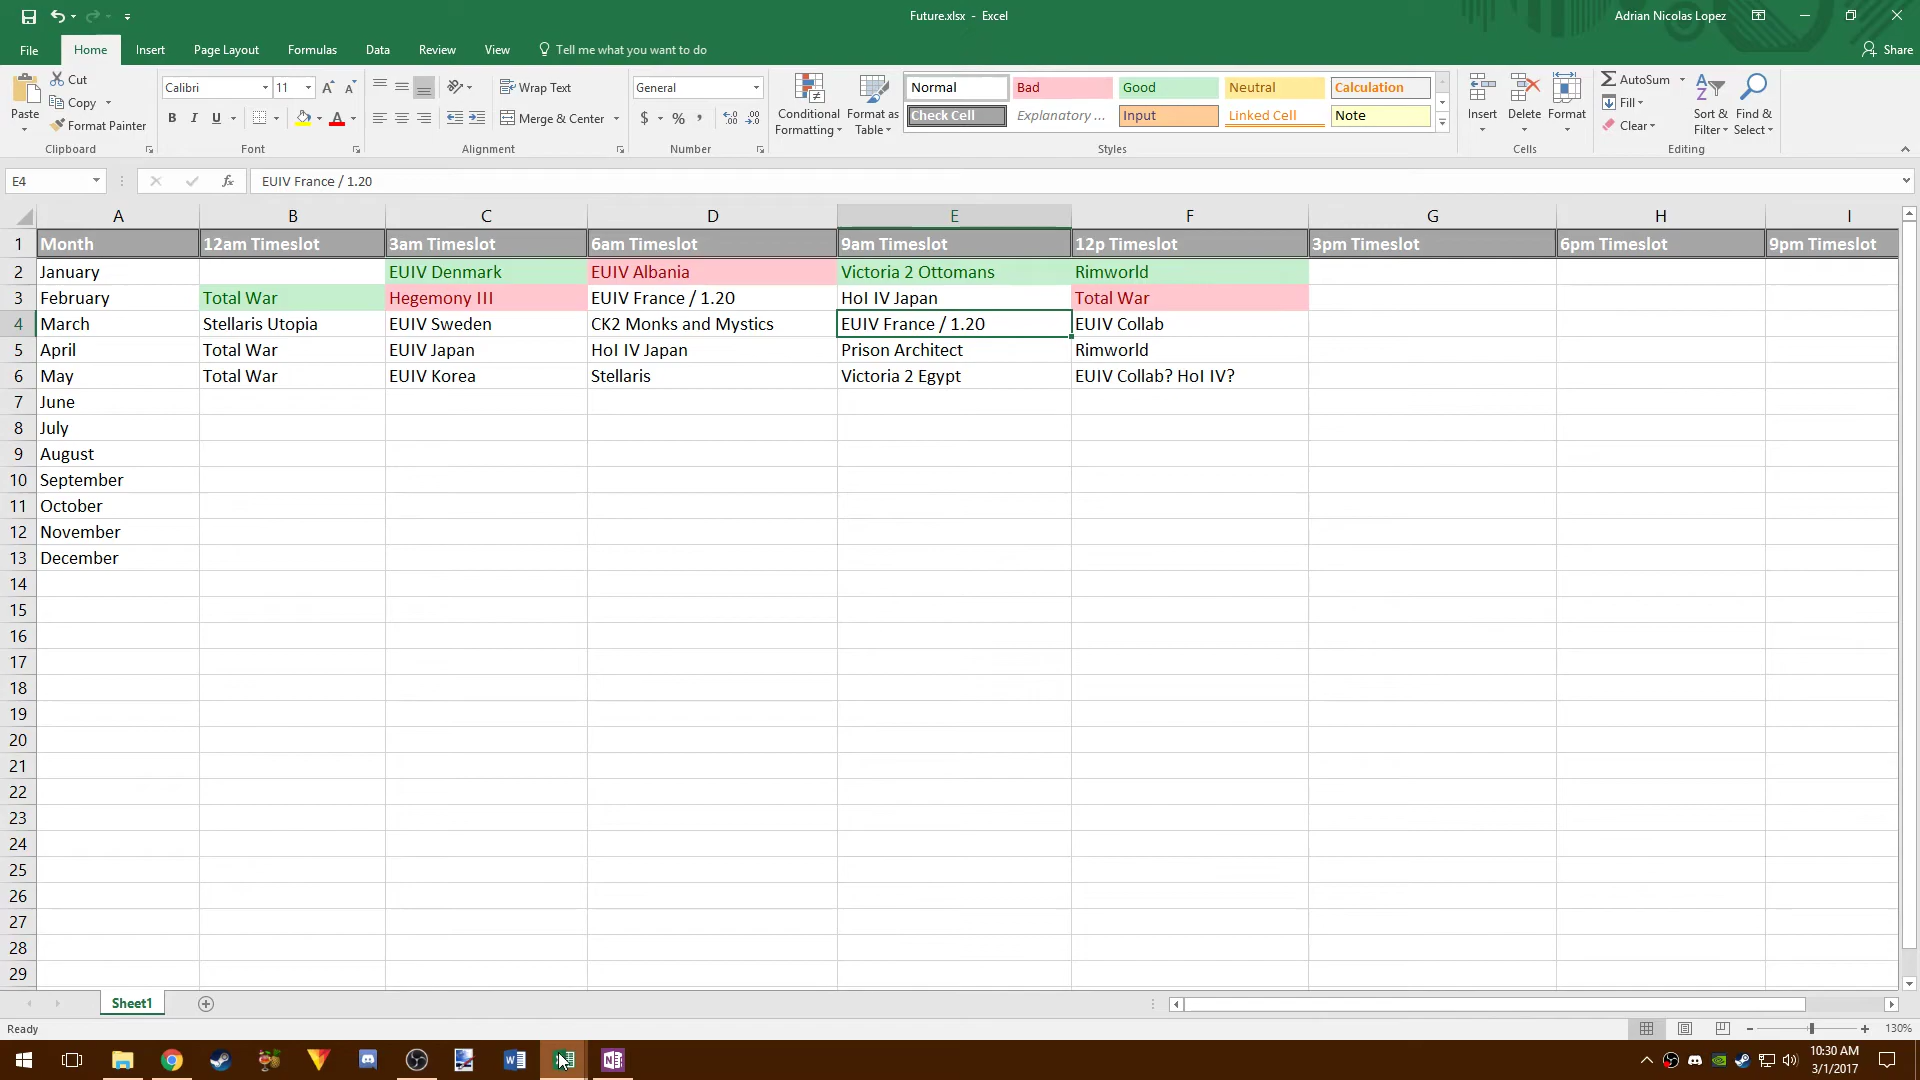 Future.xlsx - Excel
Adrian Nicolas Lopez
File Home Insert Page Layout Formulas Data Review View Tell me what you want to do Share
Paste
Cut
Copy
Format Painter
Clipboard
Calibri 11
B I U
Font
Wrap Text
Merge & Center
Alignment
General
$ % ,
Number
Conditional Formatting
Format as Table
Normal Bad Good Neutral Calculation
Check Cell Explanatory ... Input Linked Cell Note
Styles
Insert Delete Format
Cells
AutoSum
Fill
Clear
Sort & Filter
Find & Select
Editing
E4 fx EUIV France / 1.20
A B C D E F G H I
1 Month 12am Timeslot 3am Timeslot 6am Timeslot 9am Timeslot 12p Timeslot 3pm Timeslot 6pm Timeslot 9pm Timeslot
2 January EUIV Denmark EUIV Albania Victoria 2 Ottomans Rimworld
3 February Total War Hegemony III EUIV France / 1.20 HoI IV Japan Total War
4 March Stellaris Utopia EUIV Sweden CK2 Monks and Mystics EUIV France / 1.20 EUIV Collab
5 April Total War EUIV Japan HoI IV Japan Prison Architect Rimworld
6 May Total War EUIV Korea Stellaris Victoria 2 Egypt EUIV Collab? HoI IV?
7 June
8 July
9 August
10 September
11 October
12 November
13 December
14
15
16
17
18
19
20
21
22
23
24
25
26
27
28
29
Sheet1
Ready
130%
10:30 AM
3/1/2017